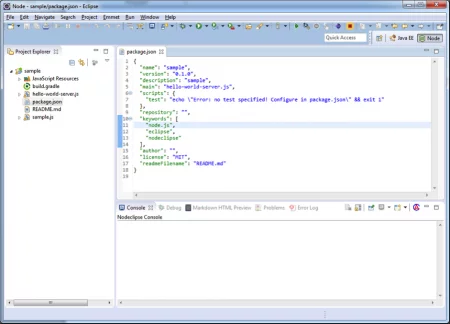 Node - sample/package.json - Eclipse
File Edit Navigate Search Project Emmet Run Window Help
Quick Access
Java EE
Node
Project Explorer
sample
JavaScript Resources
build.gradle
hello-world-server.js
package.json
README.md
sample.js
package.json
1 {
2 "name": "sample",
3 "version": "0.1.0",
4 "description": "sample",
5 "main": "hello-world-server.js",
6 "scripts": {
7 "test": "echo \"Error: no test specified! Configure in package.json\" && exit 1"
8 },
9 "repository": "",
10 "keywords": [
11 "node.js",
12 "eclipse",
13 "nodeclipse"
14 ],
15 "author": "",
16 "license": "MIT",
17 "readmeFilename": "README.md"
18 }
Console Debug Markdown HTML Preview Problems Error Log
Nodeclipse Console